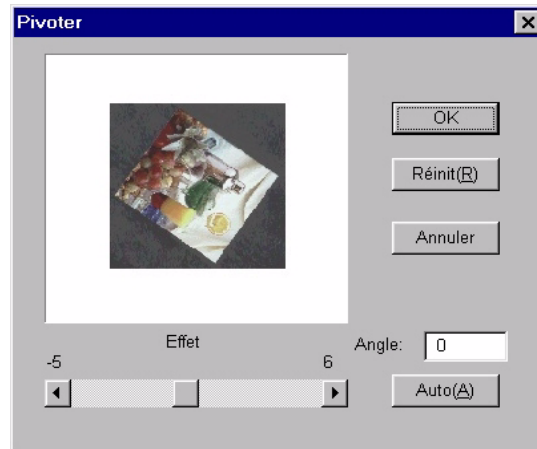 Pivoter
OK
Réinit(R)
Annuler
Effet
-5
6
Angle:
0
Auto(A)